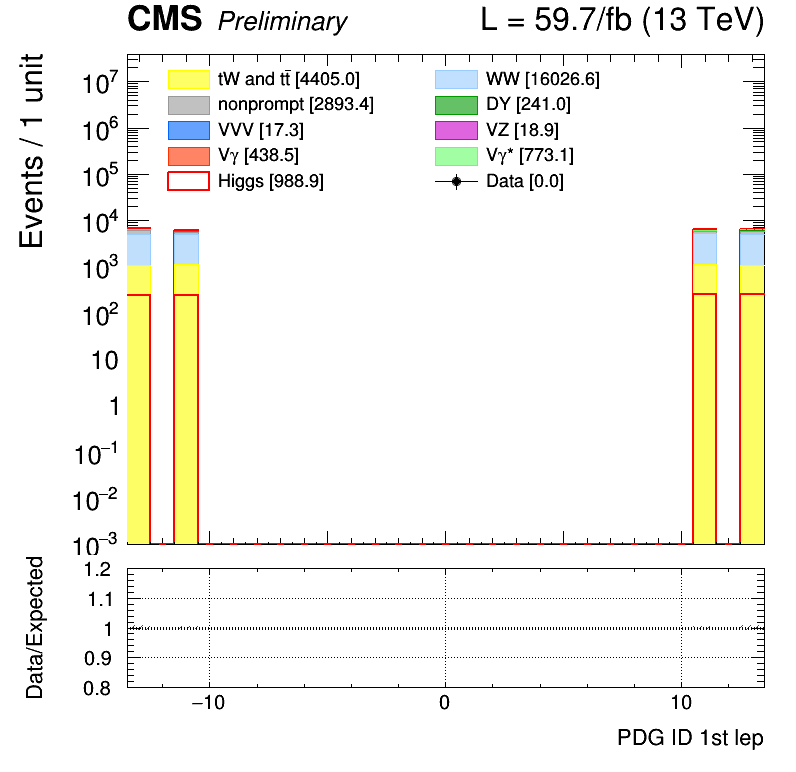 CMS Preliminary L = 59.7/fb (13 TeV)
Events / 1 unit
10⁷
10⁶
10⁵
10⁴
10³
10²
10
1
10⁻¹
10⁻²
10⁻³
tW and tt̄ [4405.0] WW [16026.6]
nonprompt [2893.4] DY [241.0]
VVV [17.3] VZ [18.9]
Vγ [438.5] Vγ* [773.1]
Higgs [988.9] Data [0.0]
Data/Expected
1.2
1.1
1
0.9
0.8
−10 0 10
PDG ID 1st lep